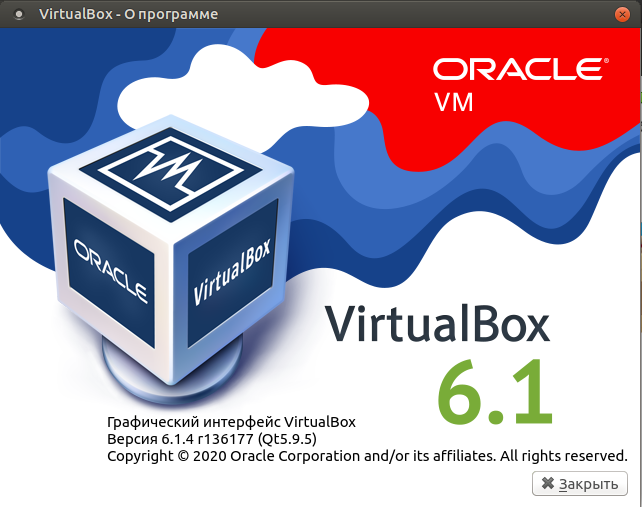 VirtualBox - О программе
ORACLE®
VM
ORACLE
VirtualBox
VirtualBox
6.1
Графический интерфейс VirtualBox
Версия 6.1.4 r136177 (Qt5.9.5)
Copyright © 2020 Oracle Corporation and/or its affiliates. All rights reserved.
Закрыть